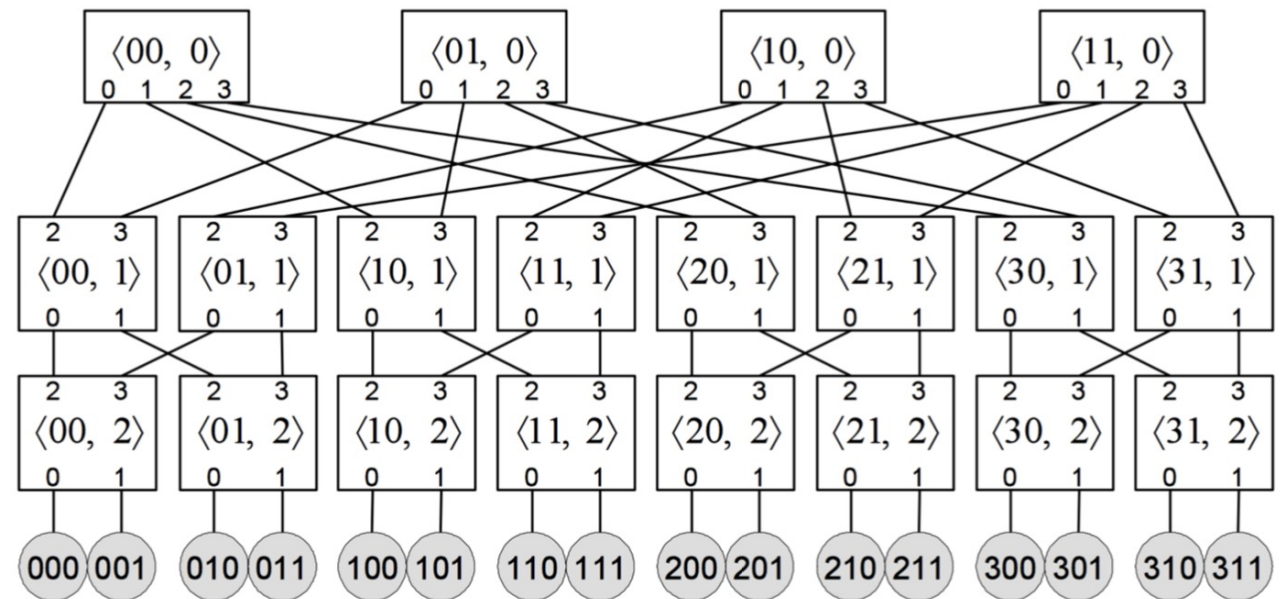 ⟨00, 0⟩ ⟨01, 0⟩ ⟨10, 0⟩ ⟨11, 0⟩
0 1 2 3 0 1 2 3 0 1 2 3 0 1 2 3
2 3 2 3 2 3 2 3 2 3 2 3 2 3 2 3
⟨00, 1⟩ ⟨01, 1⟩ ⟨10, 1⟩ ⟨11, 1⟩ ⟨20, 1⟩ ⟨21, 1⟩ ⟨30, 1⟩ ⟨31, 1⟩
0 1 0 1 0 1 0 1 0 1 0 1 0 1 0 1
2 3 2 3 2 3 2 3 2 3 2 3 2 3 2 3
⟨00, 2⟩ ⟨01, 2⟩ ⟨10, 2⟩ ⟨11, 2⟩ ⟨20, 2⟩ ⟨21, 2⟩ ⟨30, 2⟩ ⟨31, 2⟩
0 1 0 1 0 1 0 1 0 1 0 1 0 1 0 1
000 001 010 011 100 101 110 111 200 201 210 211 300 301 310 311